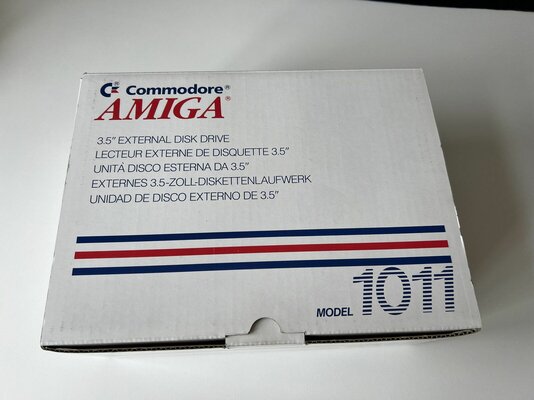 Commodore®
AMIGA®
3.5" EXTERNAL DISK DRIVE
LECTEUR EXTERNE DE DISQUETTE 3.5"
UNITÁ DISCO ESTERNA DA 3.5"
EXTERNES 3.5-ZOLL-DISKETTENLAUFWERK
UNIDAD DE DISCO EXTERNO DE 3.5"
MODEL 1011